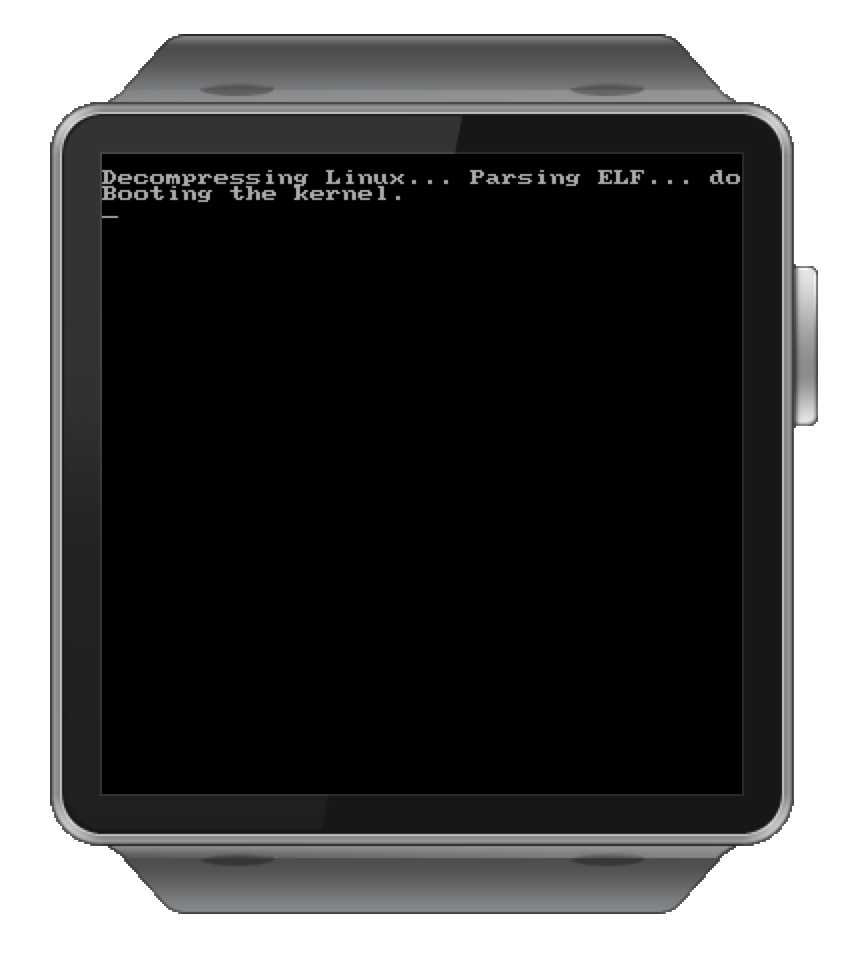 Decompressing Linux... Parsing ELF... do
Booting the kernel.
_